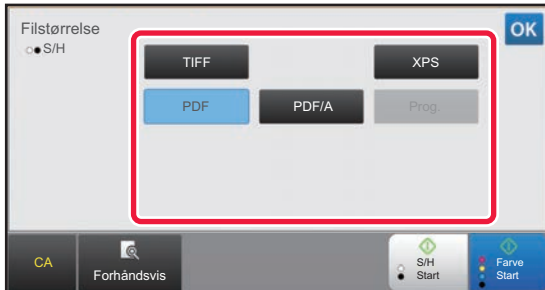 Filstørrelse
S/H
OK
TIFF
XPS
PDF
PDF/A
Prog.
CA
Forhåndsvis
S/H
Start
Farve
Start